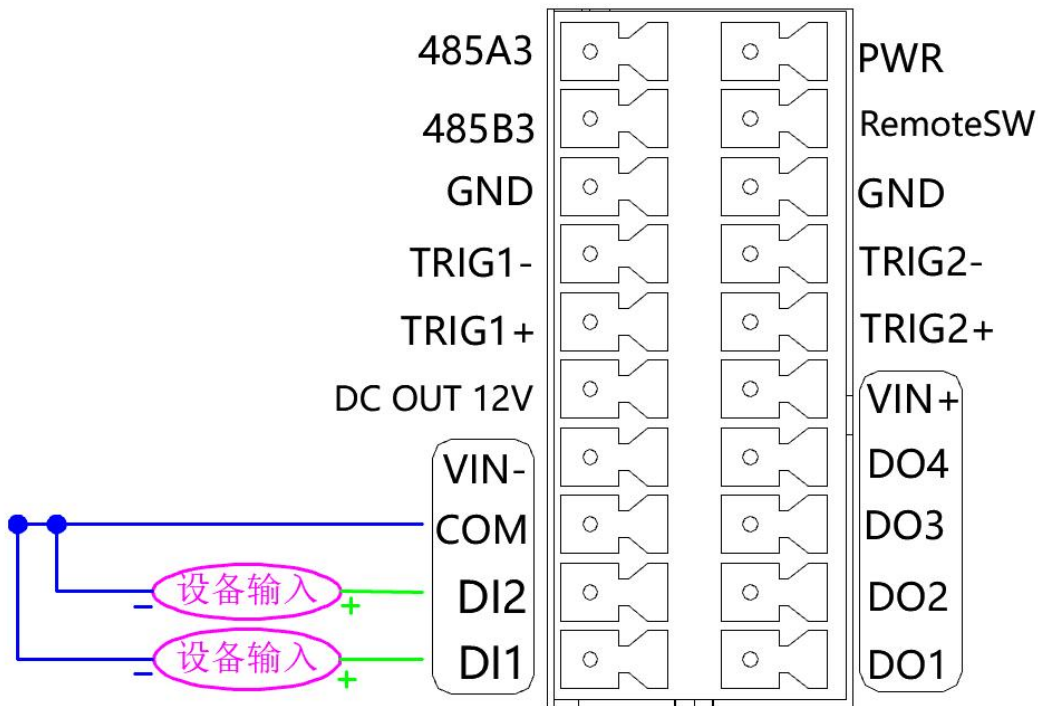 485A3
PWR
485B3
RemoteSW
GND
GND
TRIG1-
TRIG2-
TRIG1+
TRIG2+
DC OUT 12V
VIN+
VIN-
DO4
COM
DO3
设备输入
- +
DI2
DO2
设备输入
- +
DI1
DO1